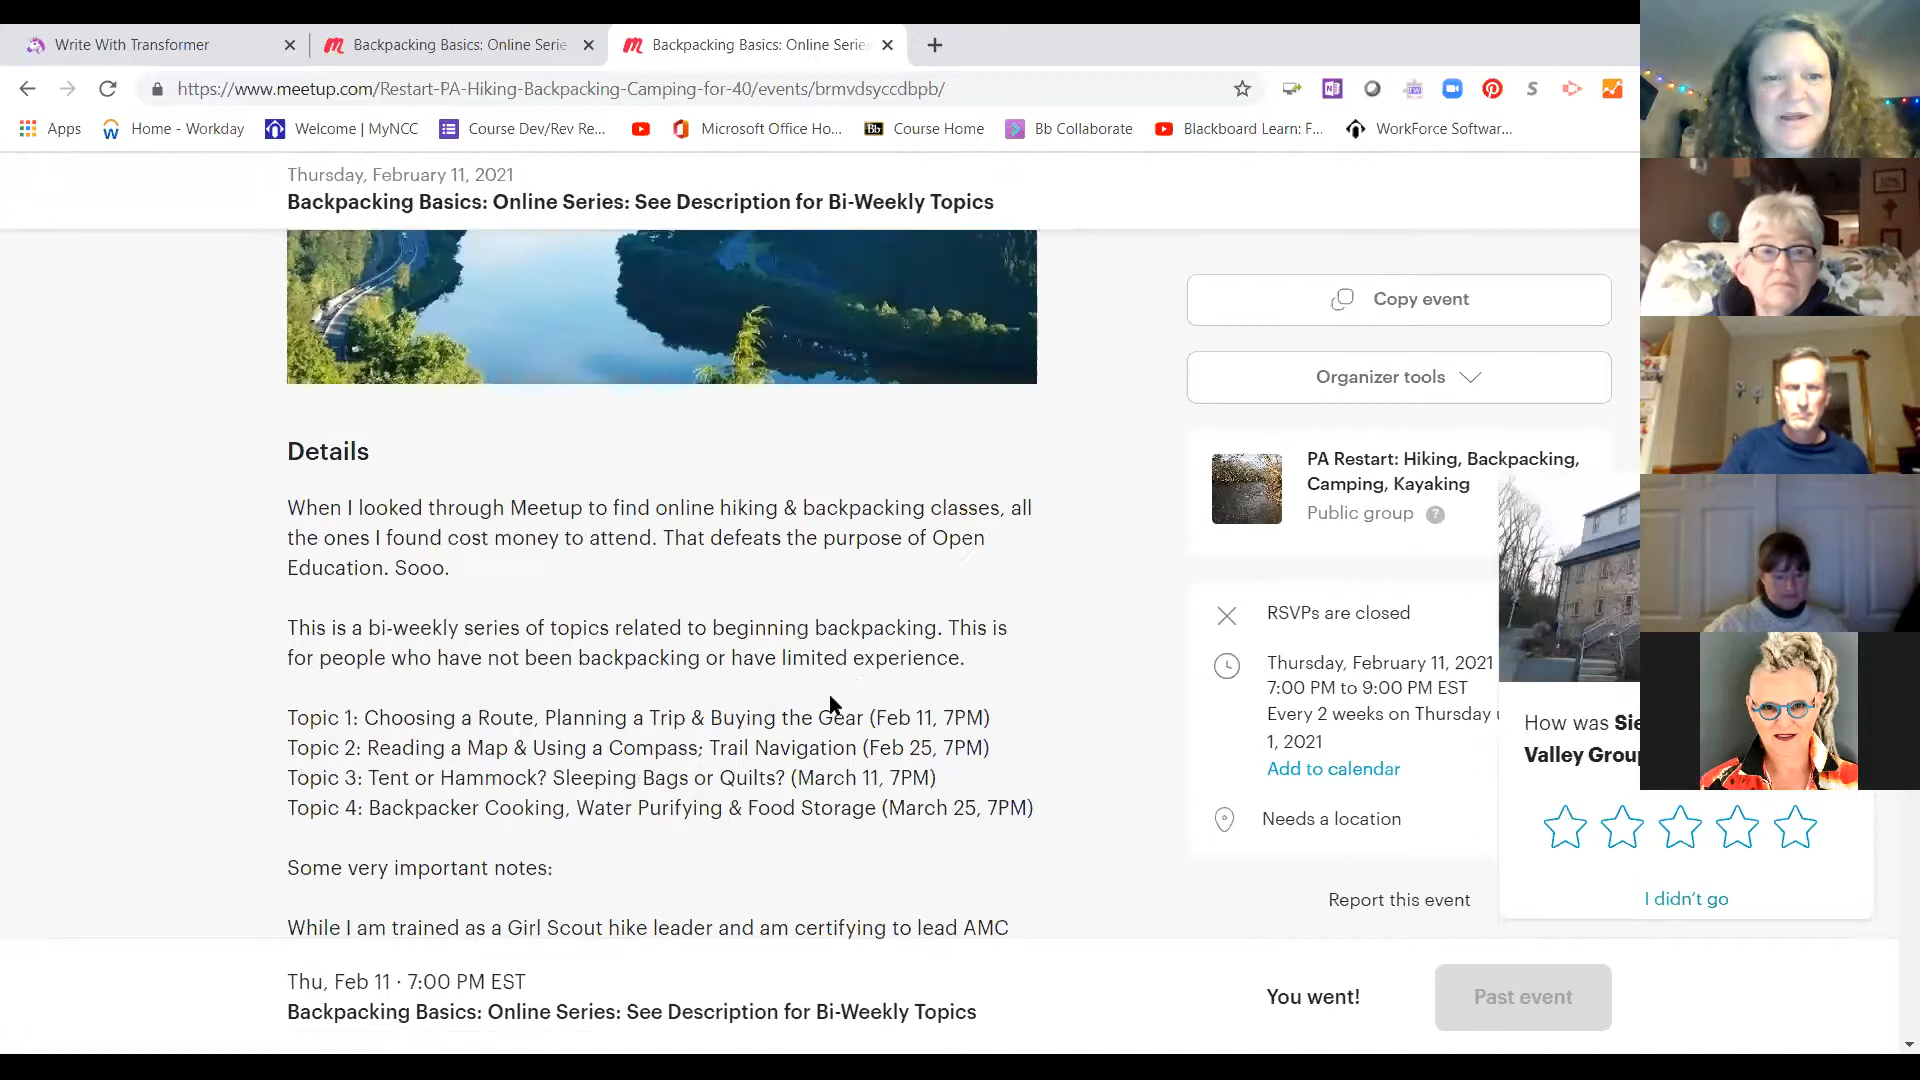 Write With Transformer
Backpacking Basics: Online Serie
Backpacking Basics: Online Series
https://www.meetup.com/Restart-PA-Hiking-Backpacking-Camping-for-40/events/brmvdsyccdbpb/
Apps
Home - Workday
Welcome | MyNCC
Course Dev/Rev Re...
Microsoft Office Ho...
Bb
Course Home
Bb Collaborate
Blackboard Learn: F...
WorkForce Softwar...
Thursday, February 11, 2021
Backpacking Basics: Online Series: See Description for Bi-Weekly Topics
Copy event
Organizer tools
PA Restart: Hiking, Backpacking,
Camping, Kayaking
Public group ?
Details
When I looked through Meetup to find online hiking & backpacking classes, all
the ones I found cost money to attend. That defeats the purpose of Open
Education. Sooo.
This is a bi-weekly series of topics related to beginning backpacking. This is
for people who have not been backpacking or have limited experience.
Topic 1: Choosing a Route, Planning a Trip & Buying the Gear (Feb 11, 7PM)
Topic 2: Reading a Map & Using a Compass; Trail Navigation (Feb 25, 7PM)
Topic 3: Tent or Hammock? Sleeping Bags or Quilts? (March 11, 7PM)
Topic 4: Backpacker Cooking, Water Purifying & Food Storage (March 25, 7PM)
Some very important notes:
While I am trained as a Girl Scout hike leader and am certifying to lead AMC
RSVPs are closed
Thursday, February 11, 2021
7:00 PM to 9:00 PM EST
Every 2 weeks on Thursday u
1, 2021
Add to calendar
Needs a location
Report this event
How was Sie
Valley Grou
I didn't go
Thu, Feb 11 · 7:00 PM EST
Backpacking Basics: Online Series: See Description for Bi-Weekly Topics
You went!
Past event